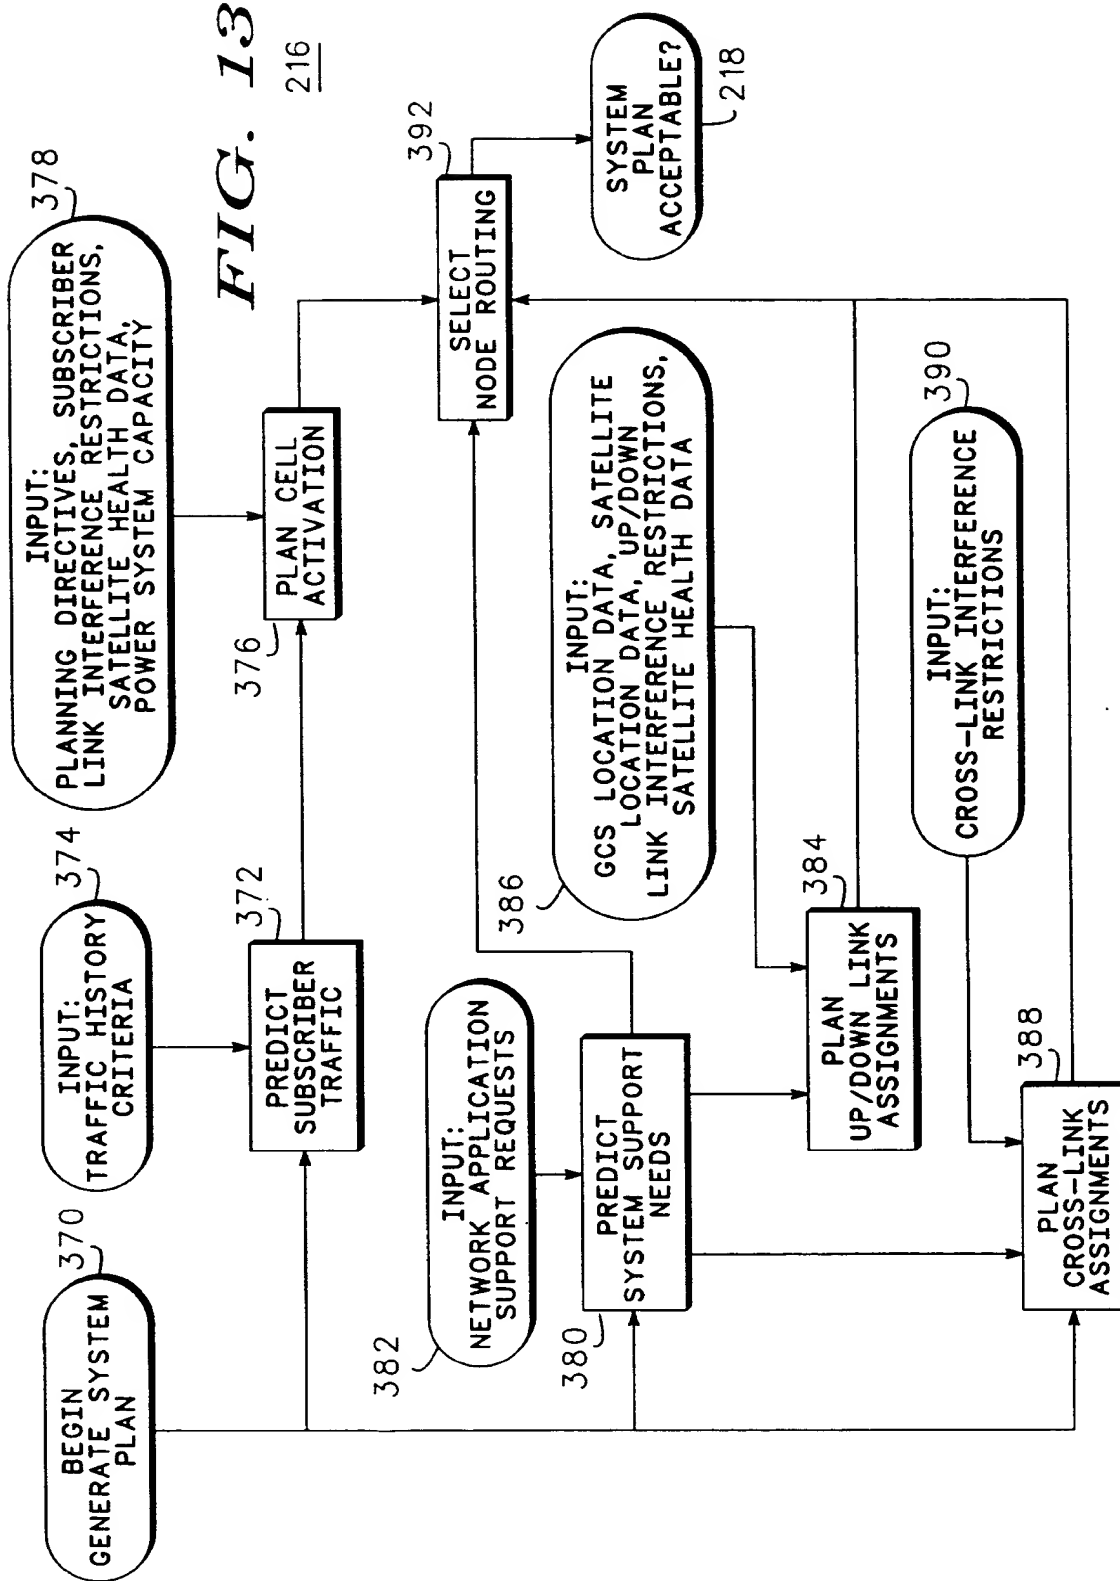 FIG. 13
216
370
BEGIN
GENERATE SYSTEM
PLAN
374
INPUT:
TRAFFIC HISTORY
CRITERIA
378
INPUT:
PLANNING DIRECTIVES, SUBSCRIBER
LINK INTERFERENCE RESTRICTIONS,
SATELLITE HEALTH DATA,
POWER SYSTEM CAPACITY
372
PREDICT
SUBSCRIBER
TRAFFIC
376
PLAN CELL
ACTIVATION
382
INPUT:
NETWORK APPLICATION
SUPPORT REQUESTS
392
SELECT
NODE ROUTING
380
PREDICT
SYSTEM SUPPORT
NEEDS
386
INPUT:
GCS LOCATION DATA, SATELLITE
LOCATION DATA, UP/DOWN
LINK INTERFERENCE RESTRICTIONS,
SATELLITE HEALTH DATA
SYSTEM
PLAN
ACCEPTABLE?
218
384
PLAN
UP/DOWN LINK
ASSIGNMENTS
390
INPUT:
CROSS-LINK INTERFERENCE
RESTRICTIONS
388
PLAN
CROSS-LINK
ASSIGNMENTS